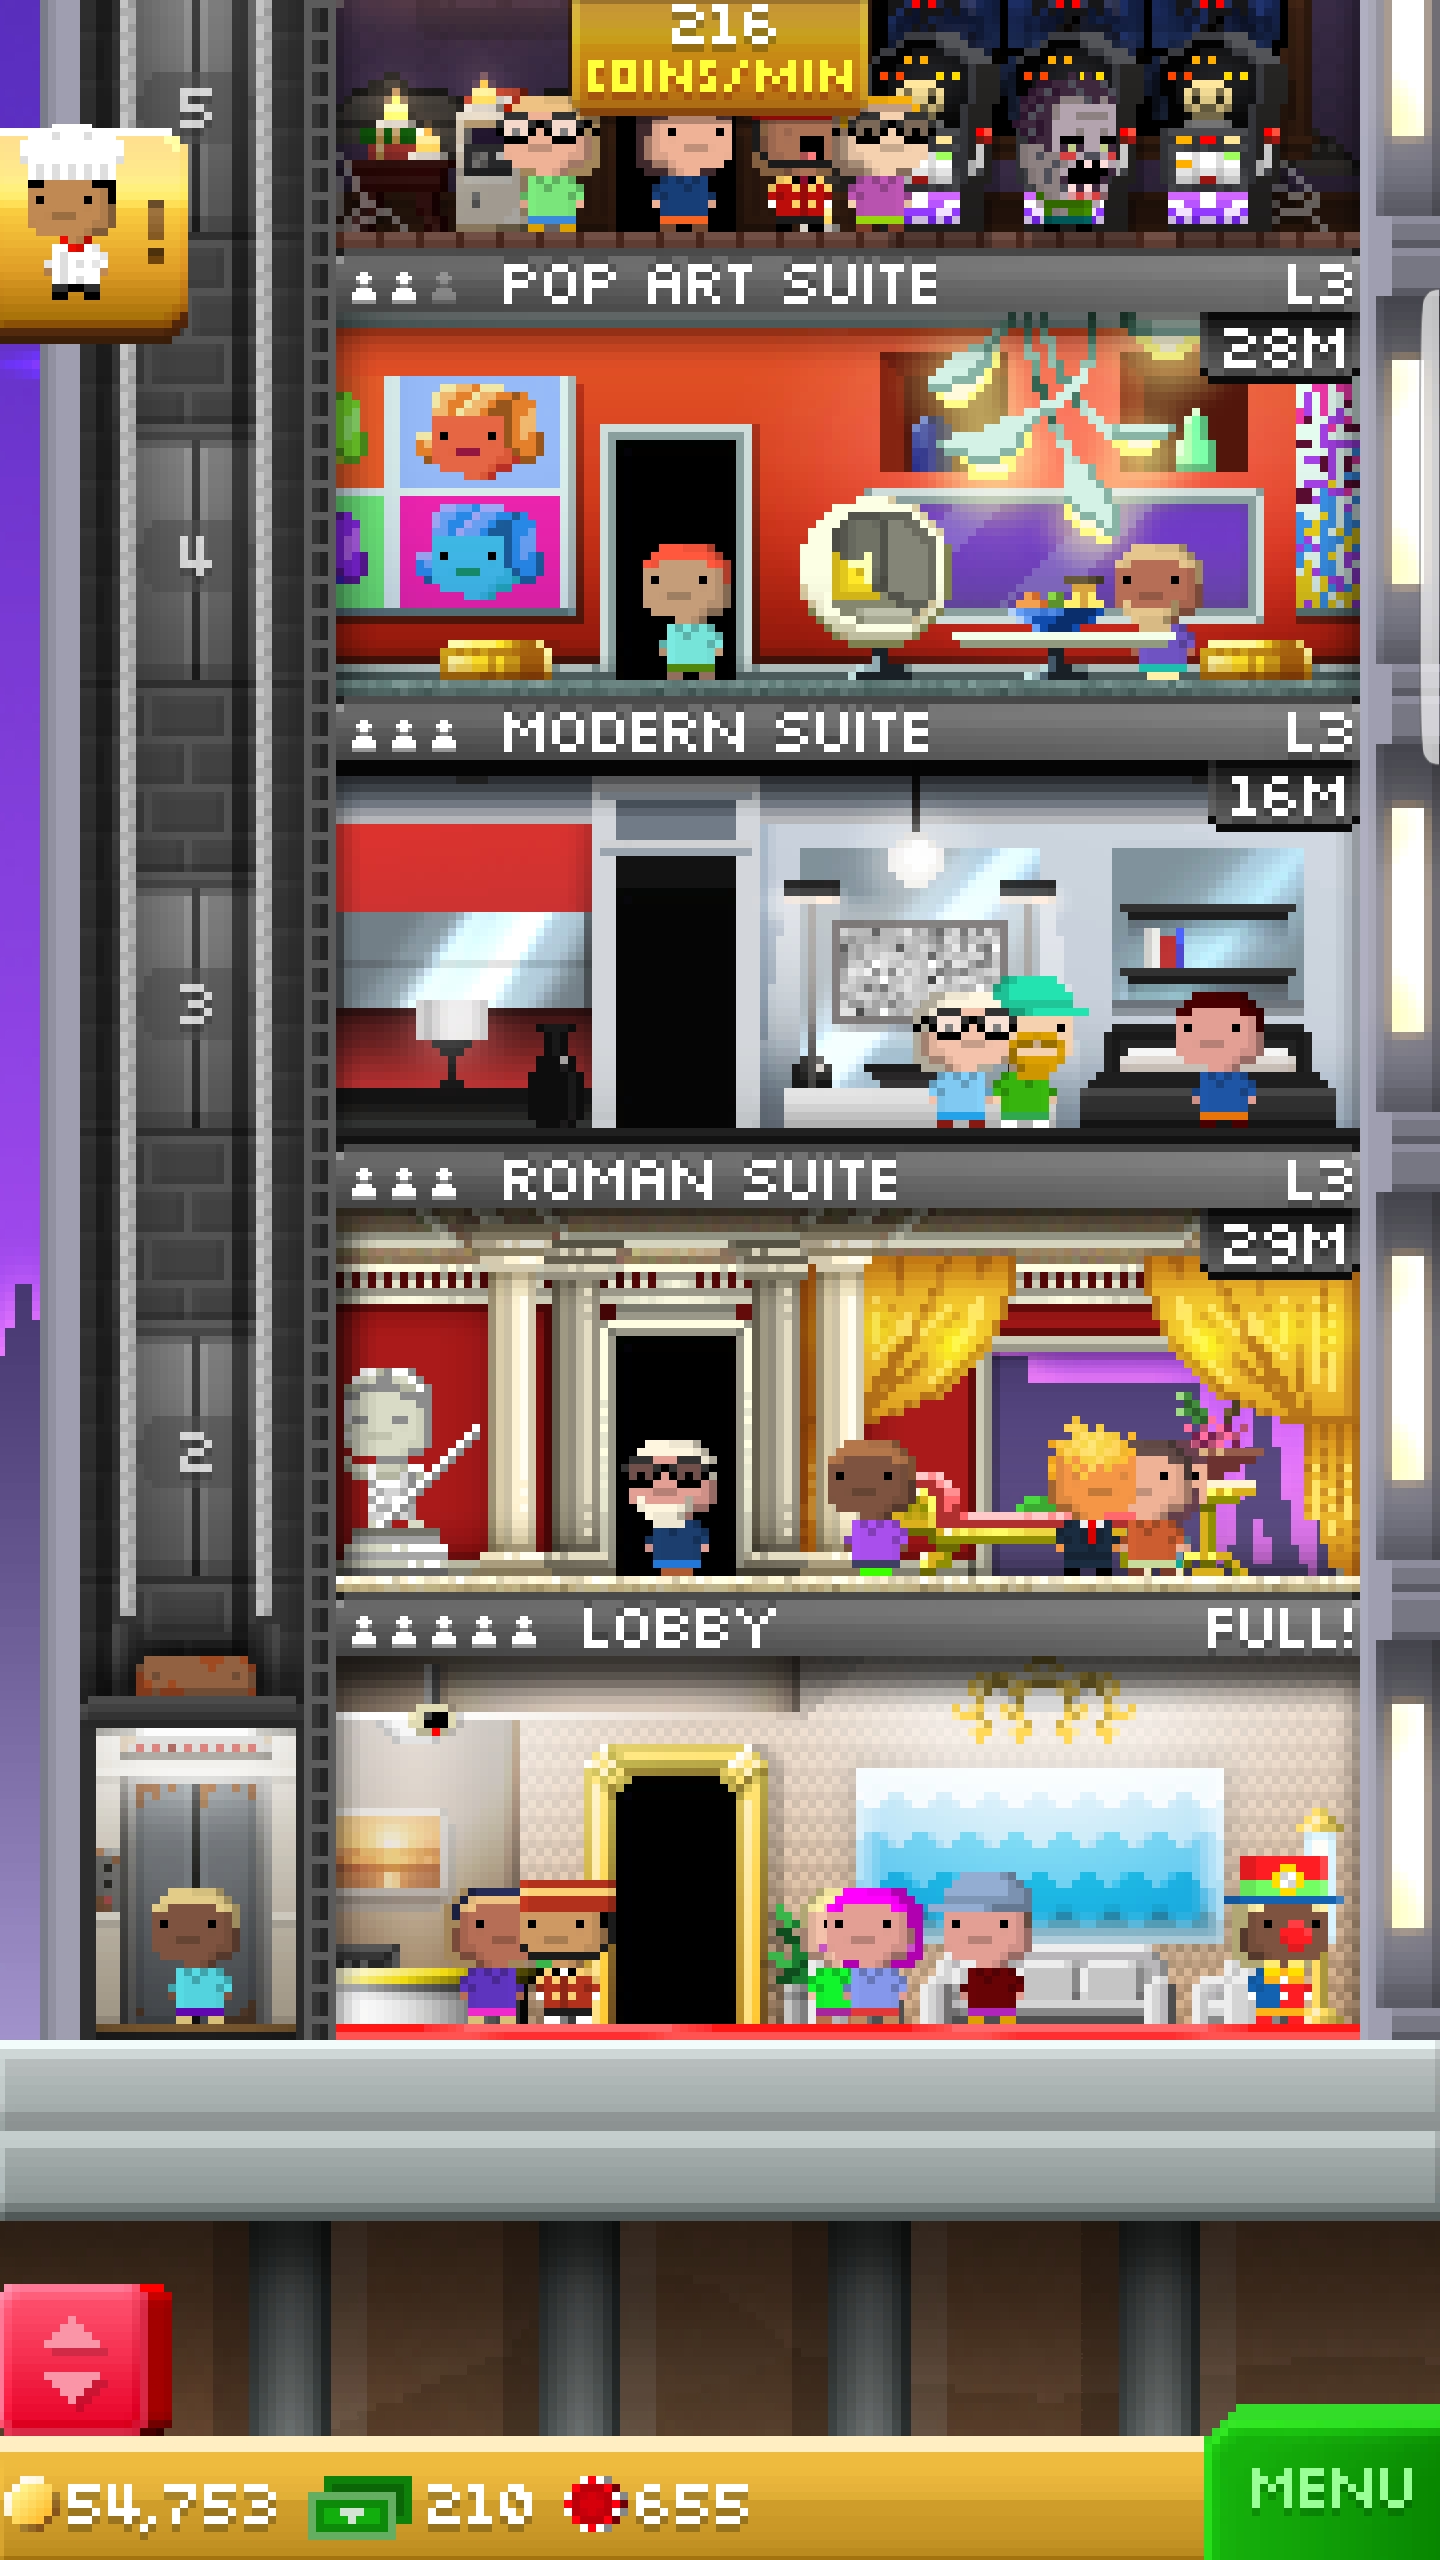 216
COINS/MIN
5
!
POP ART SUITE L3
28M
4
MODERN SUITE L3
16M
3
ROMAN SUITE L3
29M
2
LOBBY FULL!
54,753 210 655
MENU